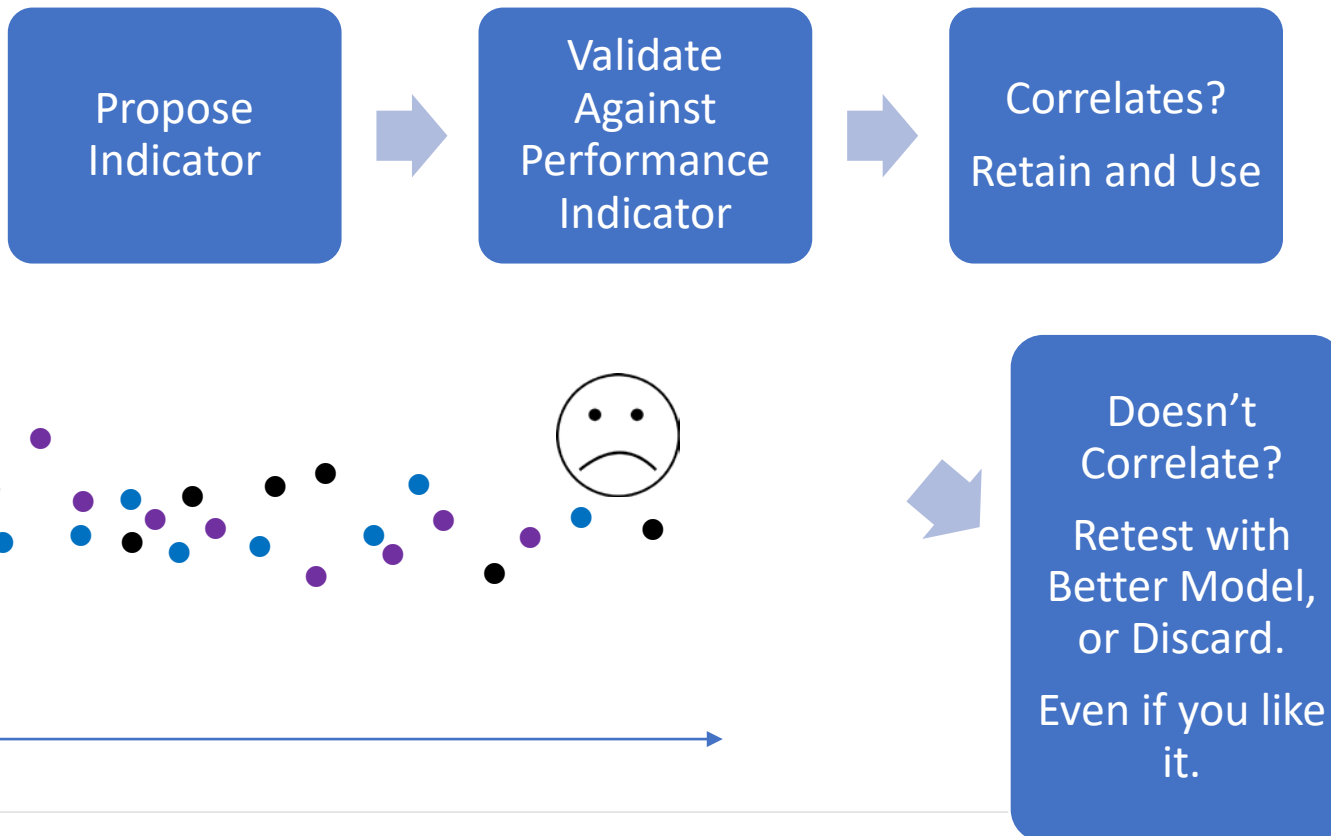 Propose
Indicator
Validate
Against
Performance
Indicator
Correlates?
Retain and Use
Doesn’t
Correlate?
Retest with
Better Model,
or Discard.
Even if you like
it.